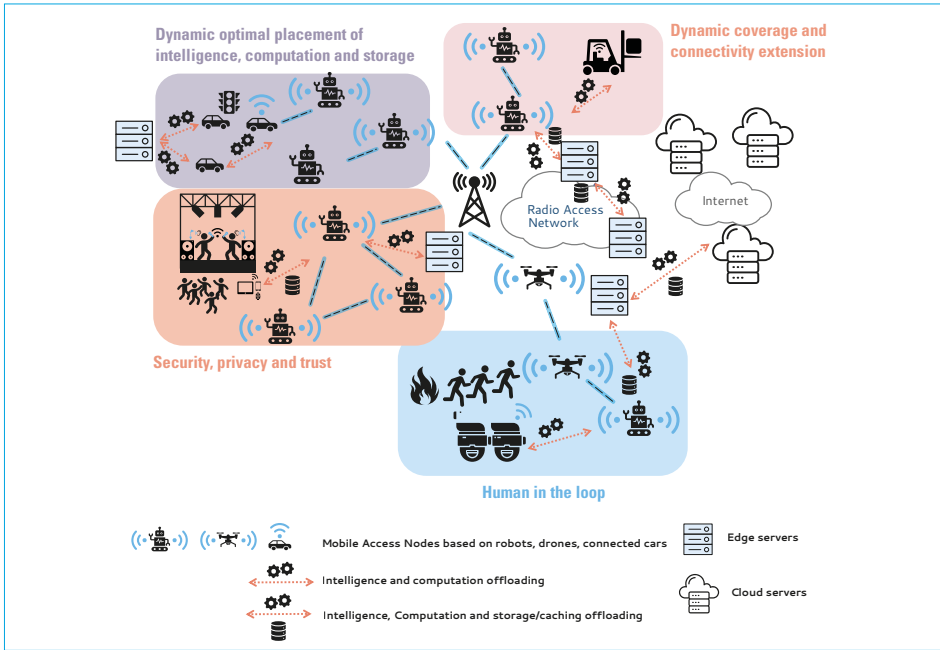 Dynamic optimal placement of
intelligence, computation and storage
Dynamic coverage and
connectivity extension
Radio Access
Network
Internet
Security, privacy and trust
Human in the loop
Mobile Access Nodes based on robots, drones, connected cars
Edge servers
Intelligence and computation offloading
Cloud servers
Intelligence, Computation and storage/caching offloading